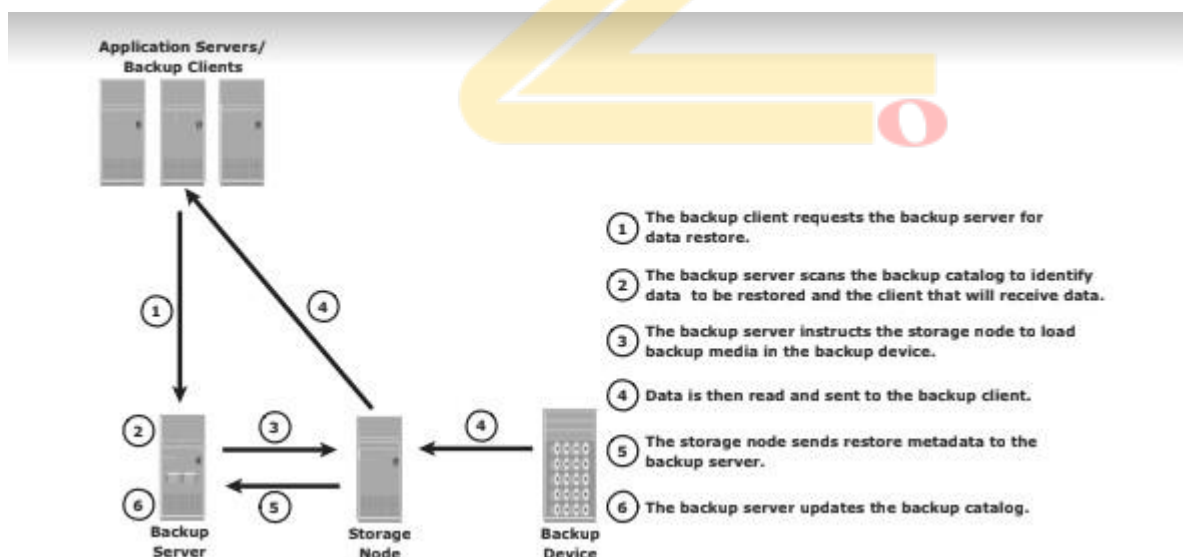 Application Servers/
Backup Clients
1
4
2
3
4
5
6
Backup
Server
Storage
Node
Backup
Device
1 The backup client requests the backup server for
data restore.
2 The backup server scans the backup catalog to identify
data to be restored and the client that will receive data.
3 The backup server instructs the storage node to load
backup media in the backup device.
4 Data is then read and sent to the backup client.
5 The storage node sends restore metadata to the
backup server.
6 The backup server updates the backup catalog.